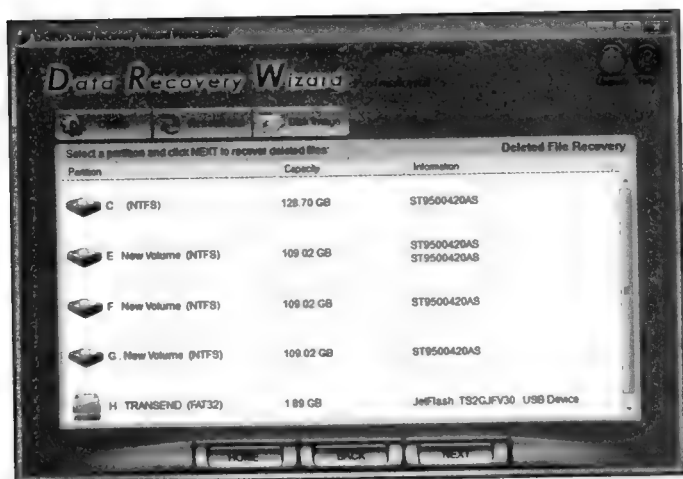 Data Recovery Wizard Professional
Disk Image
Select a partition and click NEXT to recover deleted files:
Deleted File Recovery
Partition Capacity Information
C (NTFS) 128.70 GB ST9500420AS
E New Volume (NTFS) 109.02 GB ST9500420AS
ST9500420AS
F New Volume (NTFS) 109.02 GB ST9500420AS
G . New Volume (NTFS) 109.02 GB ST9500420AS
H TRANSEND (FAT32) 1 89 GB JetFlash TS2GJFV30 USB Device
HOME BACK NEXT